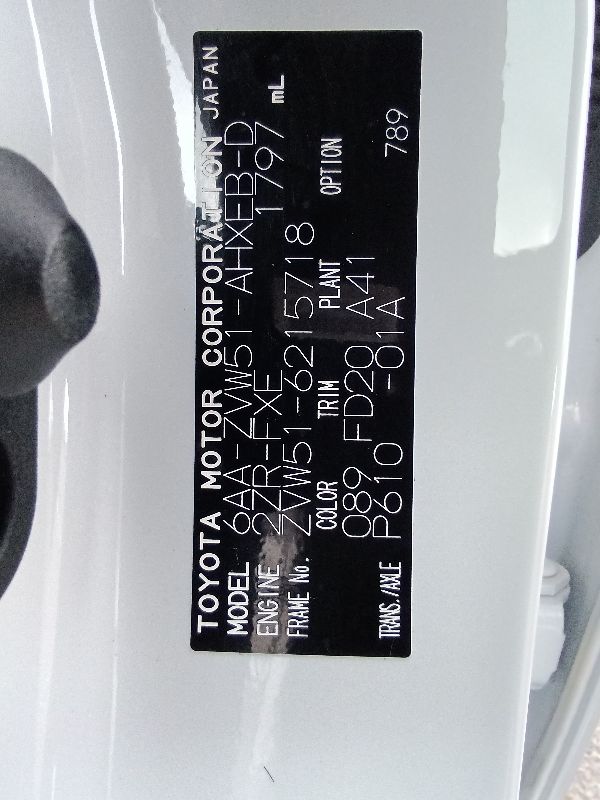 TOYOTA MOTOR CORPORATION JAPAN
MODEL 6AA-ZVW51-AHXEB-D
ENGINE 2ZR-FXE 1797 mL
FRAME No. ZVW51-6215718
COLOR TRIM PLANT OPTION
089 FD20 A41
TRANS./AXLE P610 -01A 789